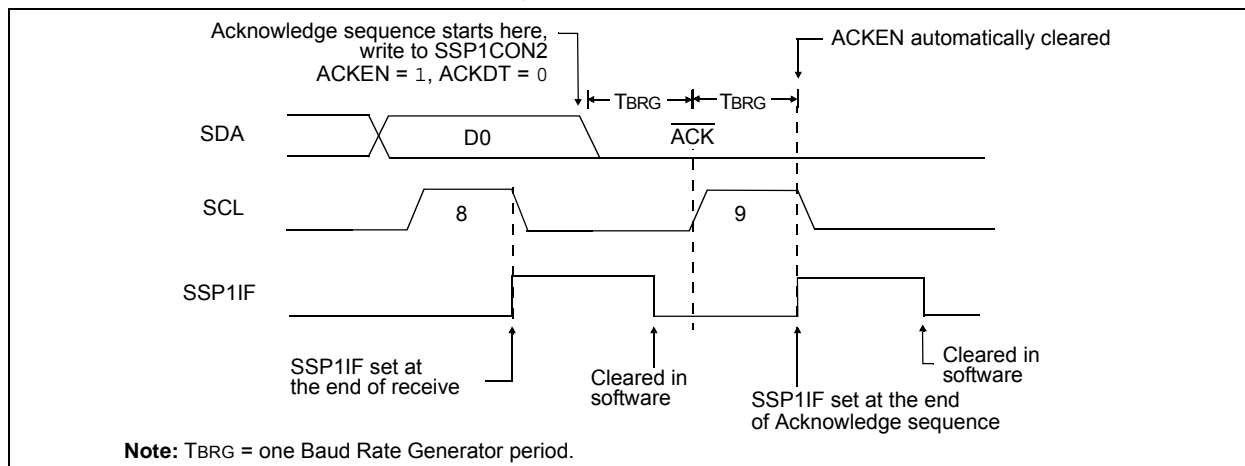 Acknowledge sequence starts here,
write to SSP1CON2
ACKEN = 1, ACKDT = 0
ACKEN automatically cleared
TBRG
TBRG
SDA
D0
ACK
SCL
8
9
SSP1IF
SSP1IF set at
the end of receive
Cleared in
software
SSP1IF set at the end
of Acknowledge sequence
Cleared in
software
Note: TBRG = one Baud Rate Generator period.